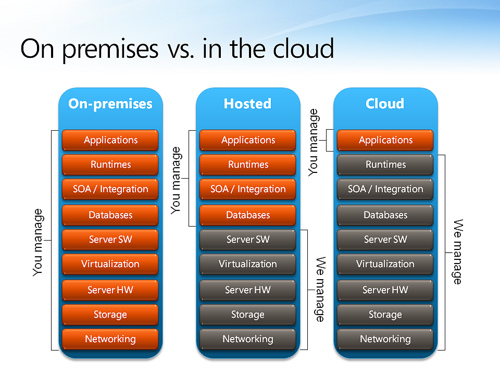 On premises vs. in the cloud
On-premises
You manage
Applications
Runtimes
SOA / Integration
Databases
Server SW
Virtualization
Server HW
Storage
Networking
Hosted
You manage
Applications
Runtimes
SOA / Integration
Databases
Server SW
Virtualization
Server HW
Storage
Networking
We manage
Cloud
You manage
Applications
Runtimes
SOA / Integration
Databases
Server SW
Virtualization
Server HW
Storage
Networking
We manage